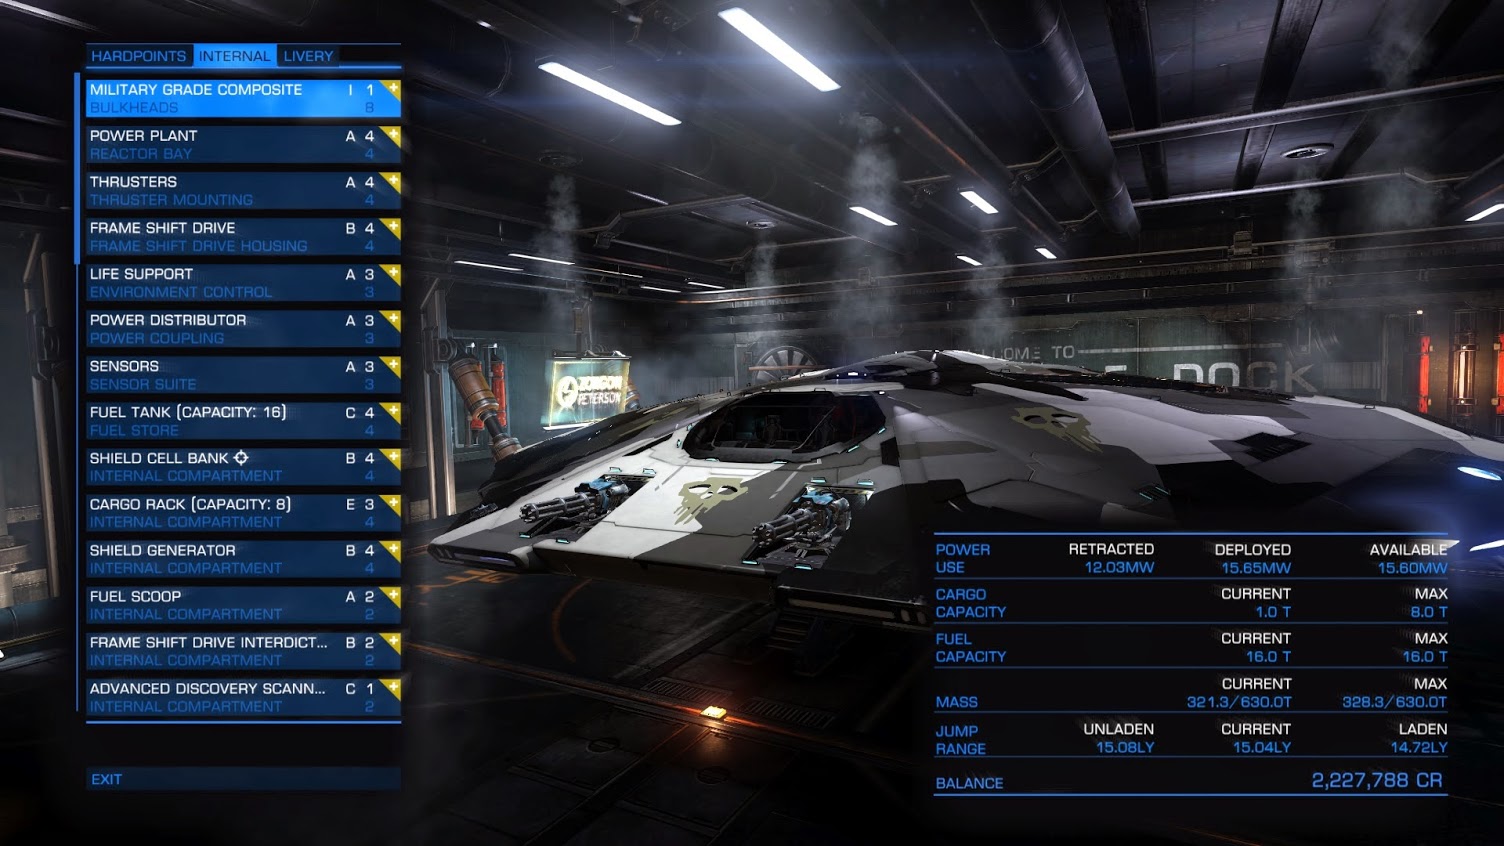 HARDPOINTS INTERNAL LIVERY
MILITARY GRADE COMPOSITE I 1
BULKHEADS 8
POWER PLANT A 4
REACTOR BAY 4
THRUSTERS A 4
THRUSTER MOUNTING 4
FRAME SHIFT DRIVE B 4
FRAME SHIFT DRIVE HOUSING 4
LIFE SUPPORT A 3
ENVIRONMENT CONTROL 3
POWER DISTRIBUTOR A 3
POWER COUPLING 3
SENSORS A 3
SENSOR SUITE 3
FUEL TANK (CAPACITY: 16) C 4
FUEL STORE 4
SHIELD CELL BANK B 4
INTERNAL COMPARTMENT 4
CARGO RACK (CAPACITY: 8) E 3
INTERNAL COMPARTMENT 4
SHIELD GENERATOR B 4
INTERNAL COMPARTMENT 4
FUEL SCOOP A 2
INTERNAL COMPARTMENT 2
FRAME SHIFT DRIVE INTERDICT... B 2
INTERNAL COMPARTMENT 2
ADVANCED DISCOVERY SCANN... C 1
INTERNAL COMPARTMENT 2
EXIT
ZORGON
PETERSON
TO
DOCK
POWER RETRACTED DEPLOYED AVAILABLE
USE 12.03MW 15.65MW 15.60MW
CARGO CURRENT MAX
CAPACITY 1.0 T 8.0 T
FUEL CURRENT MAX
CAPACITY 16.0 T 16.0 T
CURRENT MAX
MASS 321.3/630.0T 328.3/630.0T
JUMP UNLADEN CURRENT LADEN
RANGE 15.08LY 15.04LY 14.72LY
BALANCE 2,227,788 CR